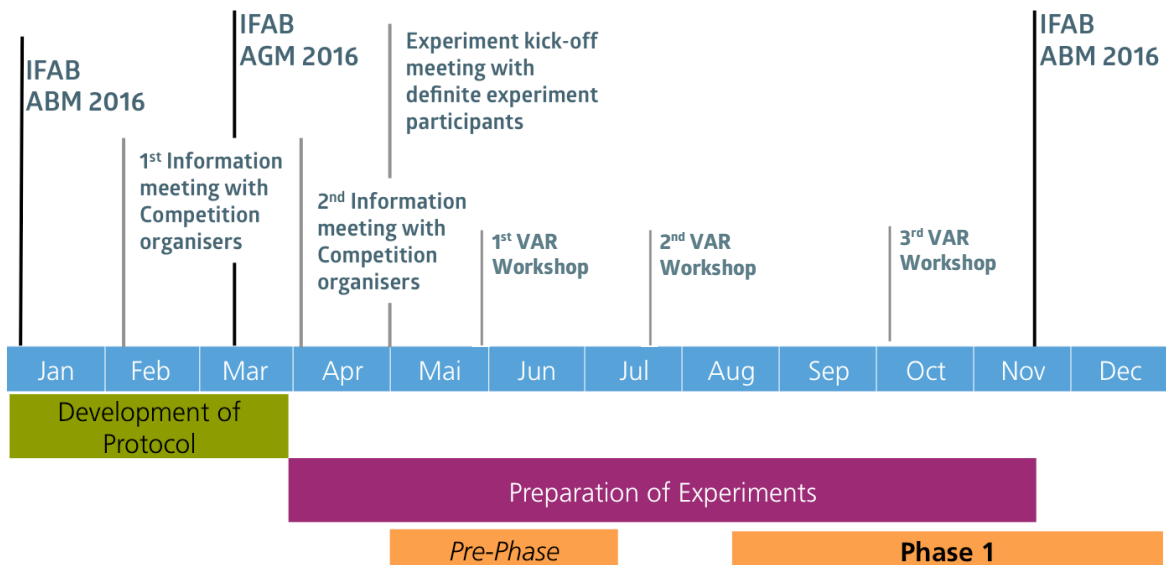 IFAB
ABM 2016
IFAB
AGM 2016
Experiment kick-off
meeting with
definite experiment
participants
IFAB
ABM 2016
1st Information
meeting with
Competition
organisers
2nd Information
meeting with
Competition
organisers
1st VAR
Workshop
2nd VAR
Workshop
3rd VAR
Workshop
Jan Feb Mar Apr Mai Jun Jul Aug Sep Oct Nov Dec
Development of
Protocol
Preparation of Experiments
Pre-Phase
Phase 1